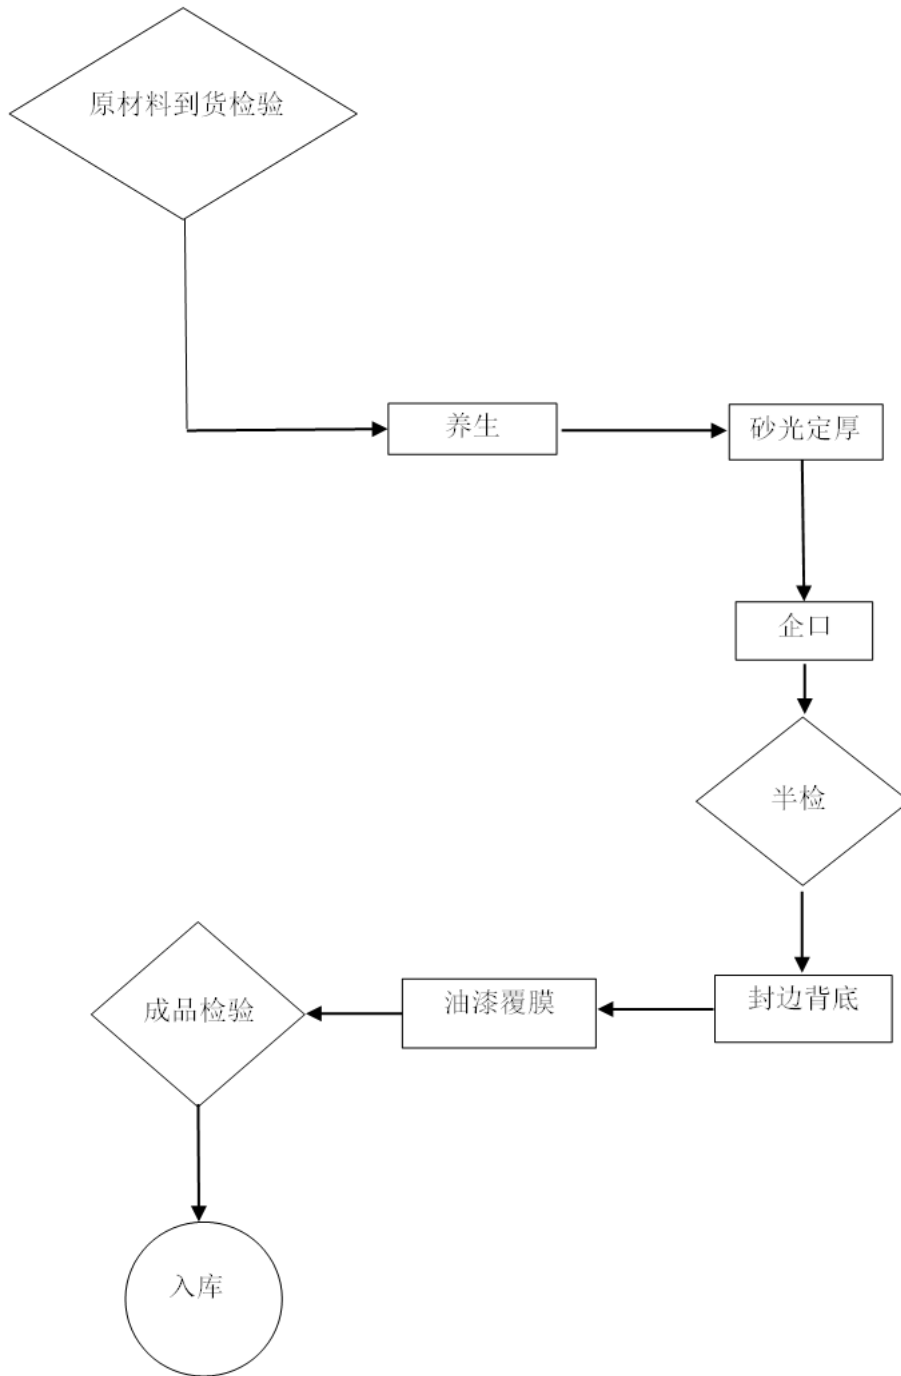 原材料到货检验
养生
砂光定厚
企口
半检
封边背底
油漆覆膜
成品检验
入库